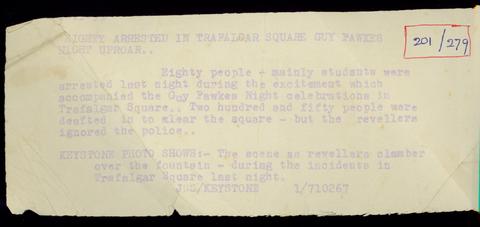 EIGHTY ARRESTED IN TRAFALGAR SQUARE GUY FAWKES
NIGHT UPROAR..
201/279
Eighty people - mainly students were
arrested last night during the excitement which
accompanied the Guy Fawkes Night celebrations in
Trafalgar Square.. Two hundred and fifty people were
deafted in to mlear the square - but the revellers
ignored the police..
KEYSTONE PHOTO SHOWS:- The scene as revellers clamber
over the fountain - during the incidents in
Trafalgar Square last night.
JSS/KEYSTONE 1/710267